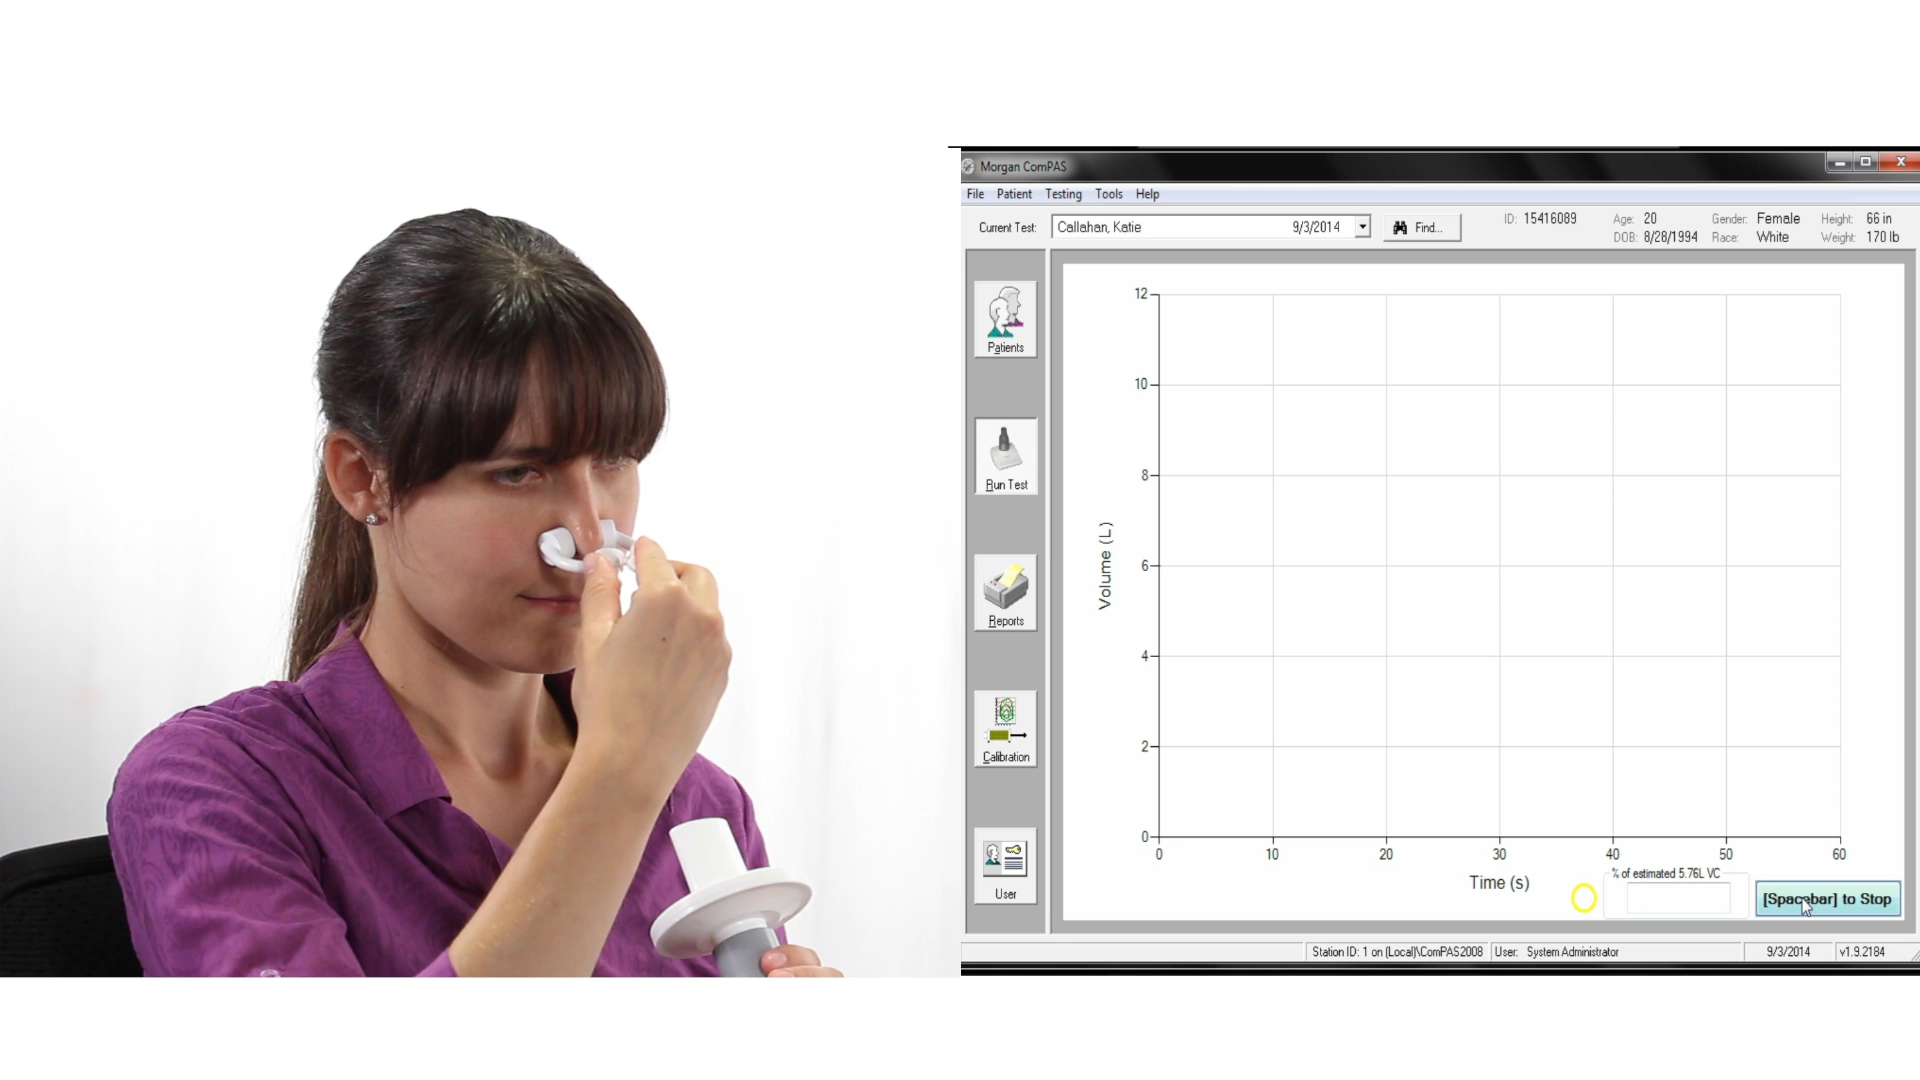 Morgan ComPAS
File Patient Testing Tools Help
Current Test: Callahan, Katie 9/3/2014 Find... ID: 15416089 Age: 20 Gender: Female Height: 66 in
DOB: 8/28/1994 Race: White Weight: 170 lb
Patients
Run Test
Reports
Calibration
User
Volume (L)
12
10
8
6
4
2
0
0 10 20 30 40 50 60
Time (s)
% of estimated 5.76L VC
[Spacebar] to Stop
Station ID: 1 on (Local)\ComPAS2008 User: System Administrator 9/3/2014 v1.9.2184